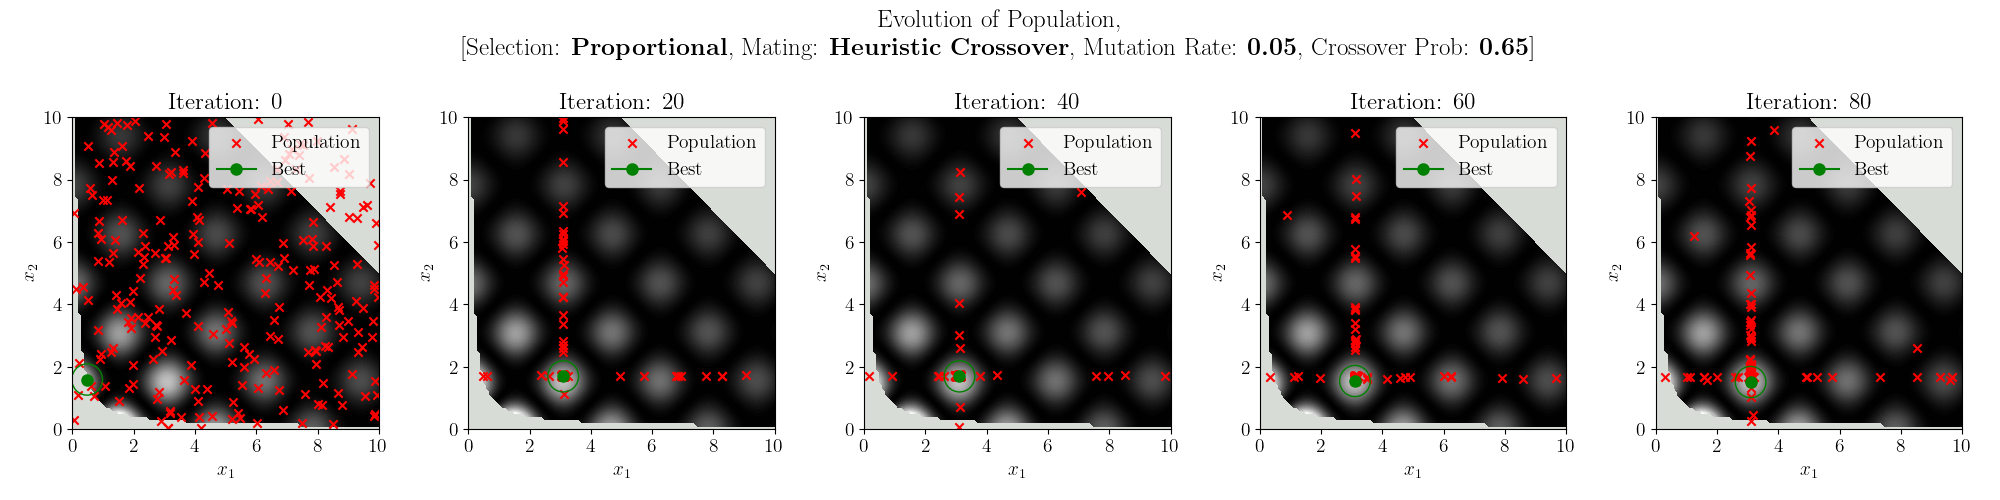 Evolution of Population,
[Selection: Proportional, Mating: Heuristic Crossover, Mutation Rate: 0.05, Crossover Prob: 0.65]
Iteration: 0
10
8
6
4
2
0
x2
0 2 4 6 8 10
x1
Population
Best
Iteration: 20
10
8
6
4
2
0
x2
0 2 4 6 8 10
x1
Population
Best
Iteration: 40
10
8
6
4
2
0
x2
0 2 4 6 8 10
x1
Population
Best
Iteration: 60
10
8
6
4
2
0
x2
0 2 4 6 8 10
x1
Population
Best
Iteration: 80
10
8
6
4
2
0
x2
0 2 4 6 8 10
x1
Population
Best